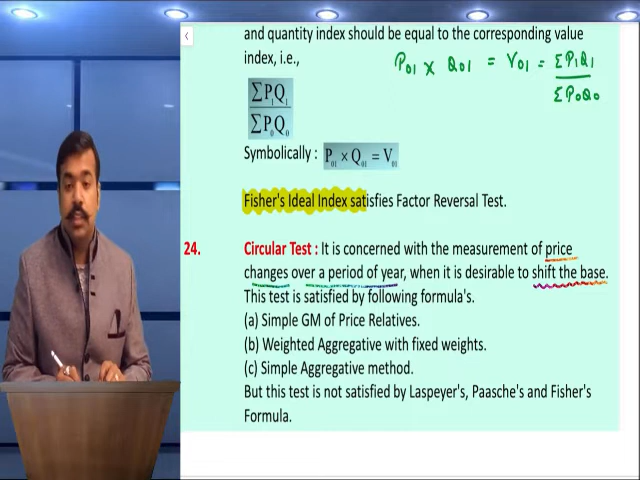 and quantity index should be equal to the corresponding value
index, i.e.,
P01 × Q01 = V01 = ΣP1Q1
ΣP0Q0
∑P1Q1
∑P0Q0
Symbolically : P01 × Q01 = V01
Fisher's Ideal Index satisfies Factor Reversal Test.
24. Circular Test : It is concerned with the measurement of price
changes over a period of year, when it is desirable to shift the base.
This test is satisfied by following formula's.
(a) Simple GM of Price Relatives.
(b) Weighted Aggregative with fixed weights.
(c) Simple Aggregative method.
But this test is not satisfied by Laspeyer's, Paasche's and Fisher's
Formula.